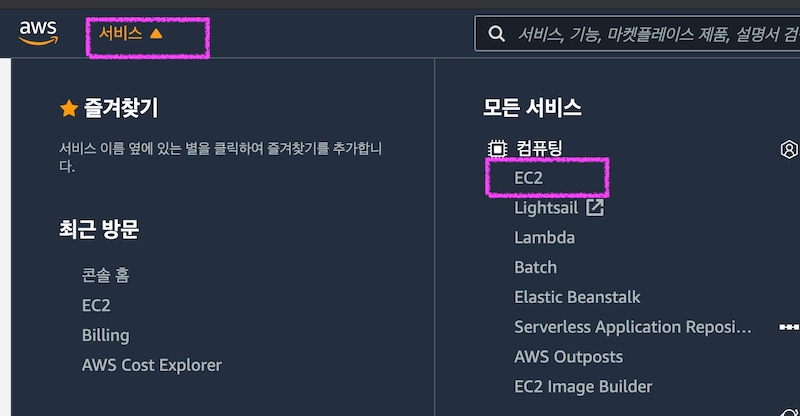 aws
서비스
서비스, 기능, 마켓플레이스 제품, 설명서 검
즐겨찾기
서비스 이름 옆에 있는 별을 클릭하여 즐겨찾기를 추가합니
다.
최근 방문
콘솔 홈
EC2
Billing
AWS Cost Explorer
모든 서비스
컴퓨팅
EC2
Lightsail
Lambda
Batch
Elastic Beanstalk
Serverless Application Reposi...
AWS Outposts
EC2 Image Builder